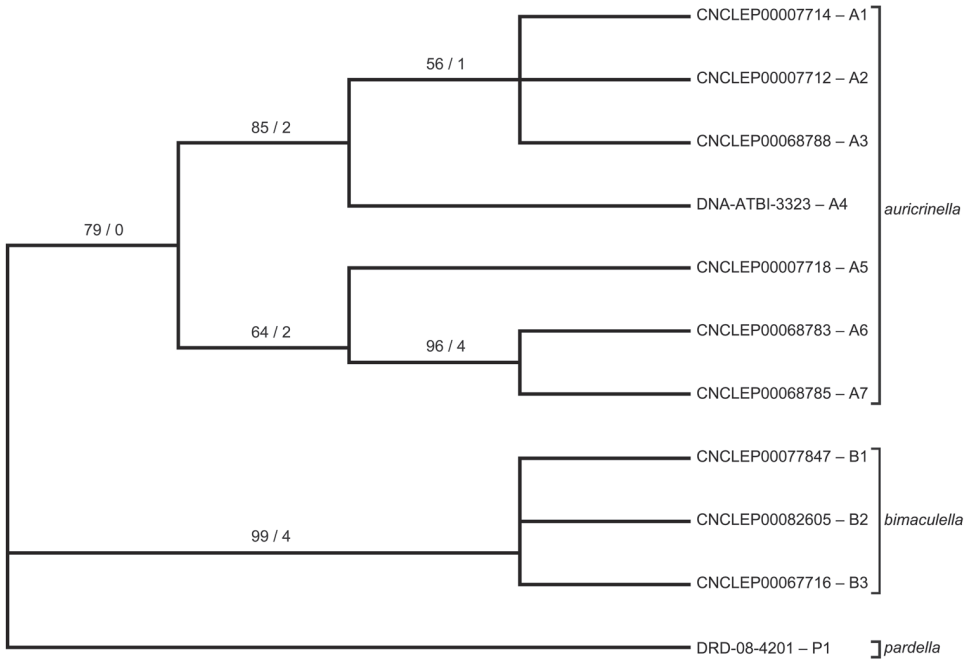 CNCLEP00007714 – A1
56 / 1
CNCLEP00007712 – A2
85 / 2
CNCLEP00068788 – A3
DNA-ATBI-3323 – A4
auricrinella
79 / 0
CNCLEP00007718 – A5
64 / 2
CNCLEP00068783 – A6
96 / 4
CNCLEP00068785 – A7
CNCLEP00077847 – B1
CNCLEP00082605 – B2
bimaculella
99 / 4
CNCLEP00067716 – B3
DRD-08-4201 – P1
pardella